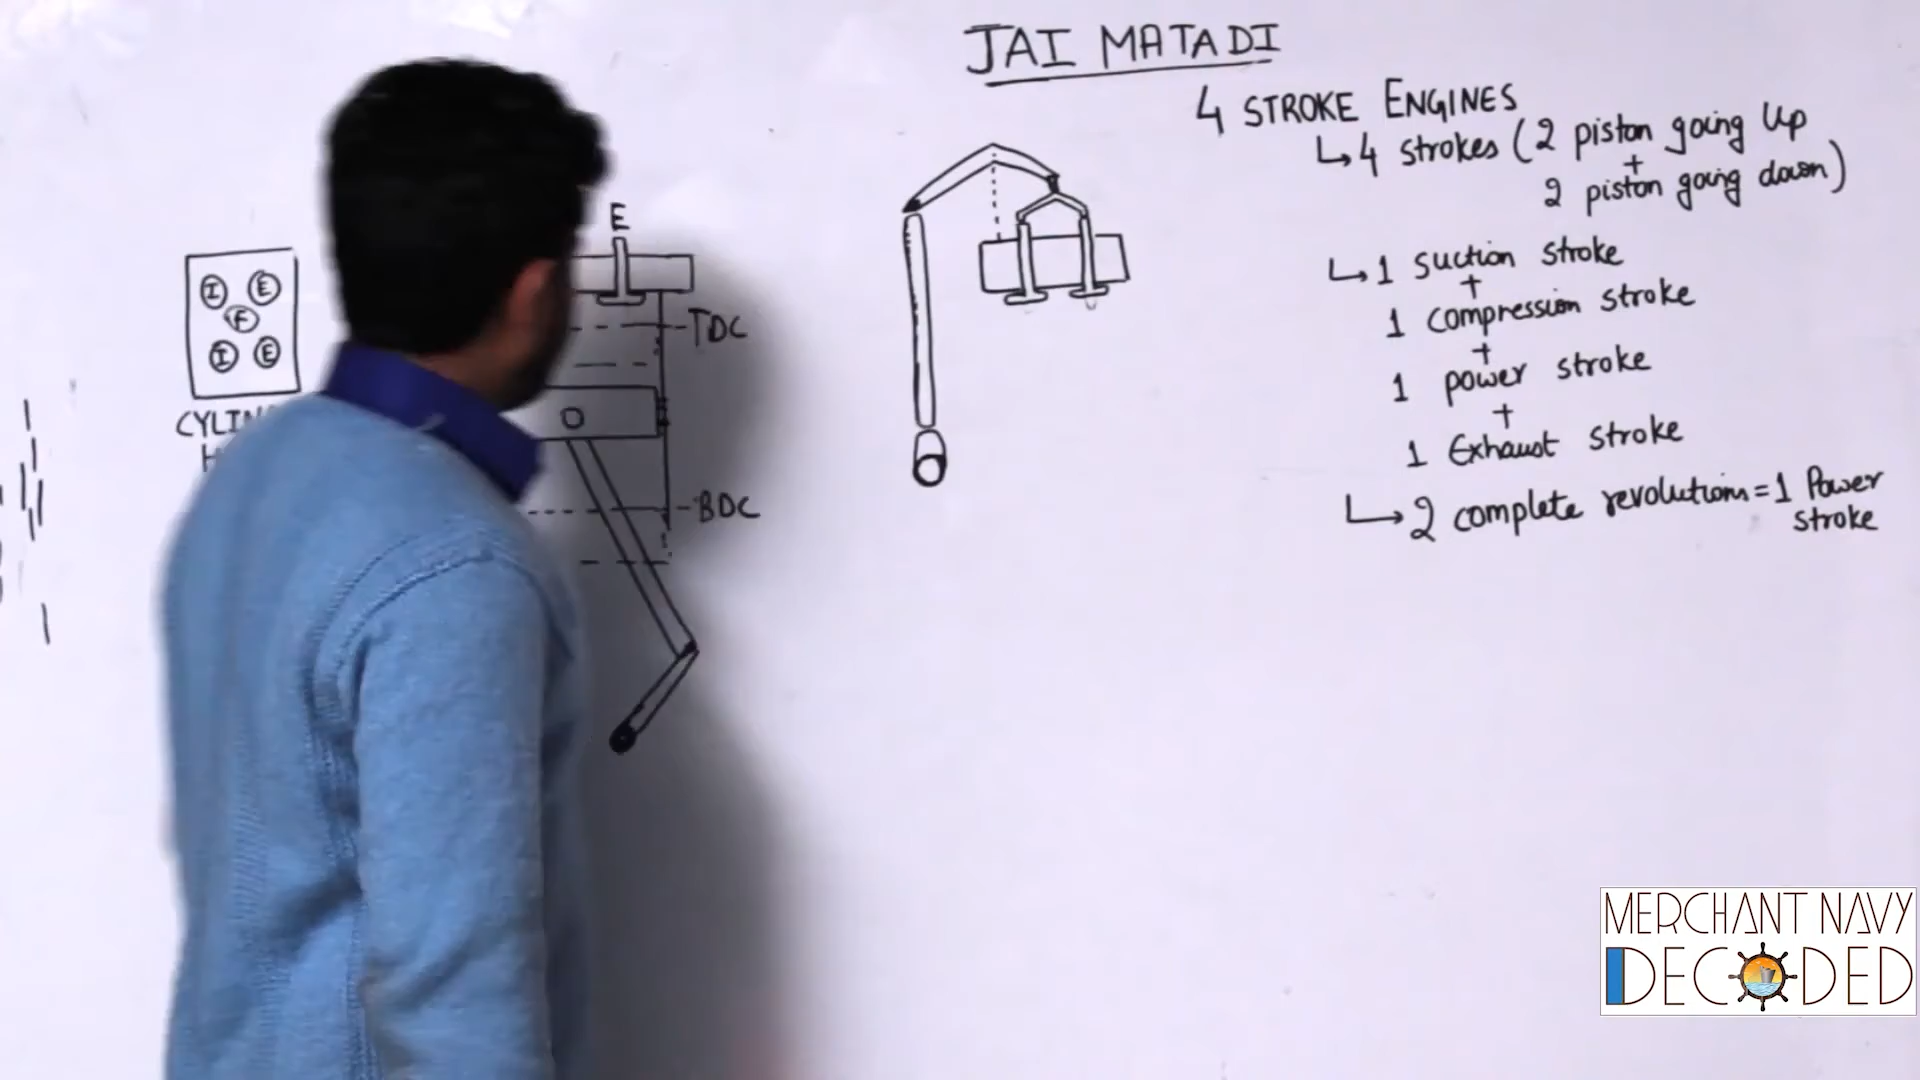 JAI MATADI
4 STROKE ENGINES
↳ 4 strokes (2 piston going Up
+
2 piston going down)
↳ 1 suction stroke
+
1 compression stroke
+
1 power stroke
+
1 Exhaust stroke
↳ 2 complete revolutions = 1 Power
stroke
E
I E
F
I E
TDC
BDC
MERCHANT NAVY
DECODED